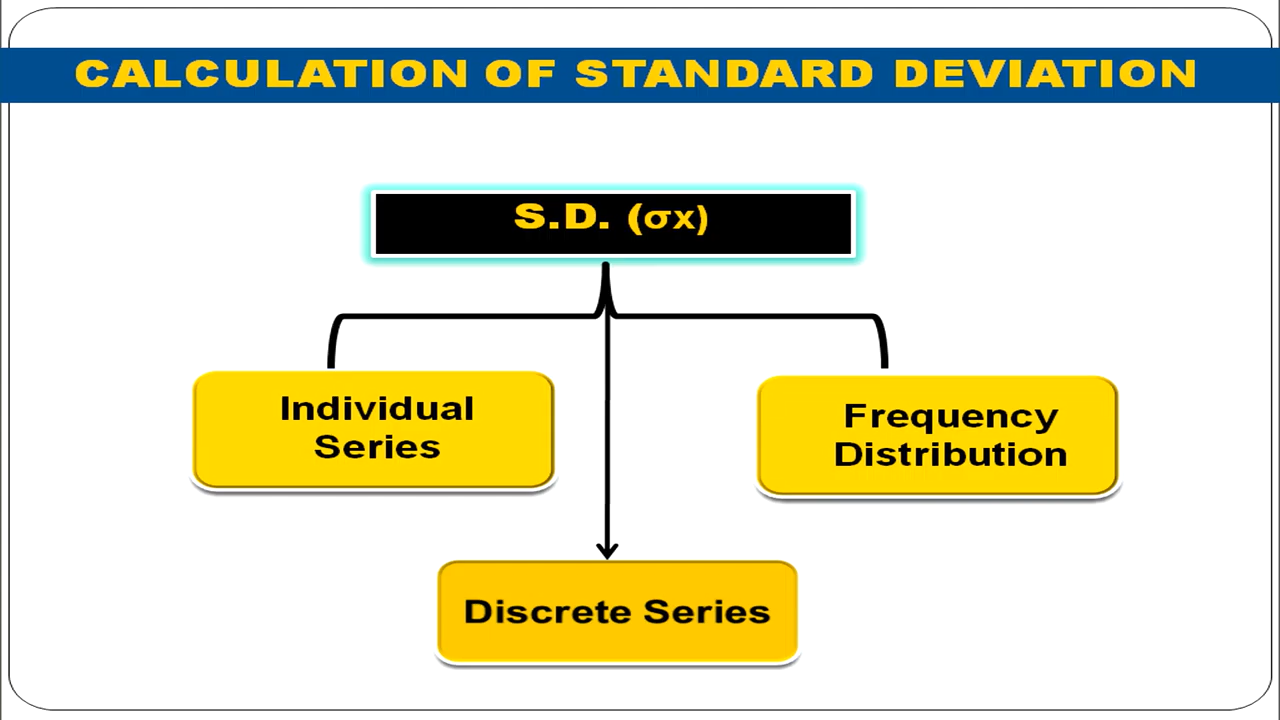 CALCULATION OF STANDARD DEVIATION
S.D. (σx)
Individual
Series
Frequency
Distribution
Discrete Series